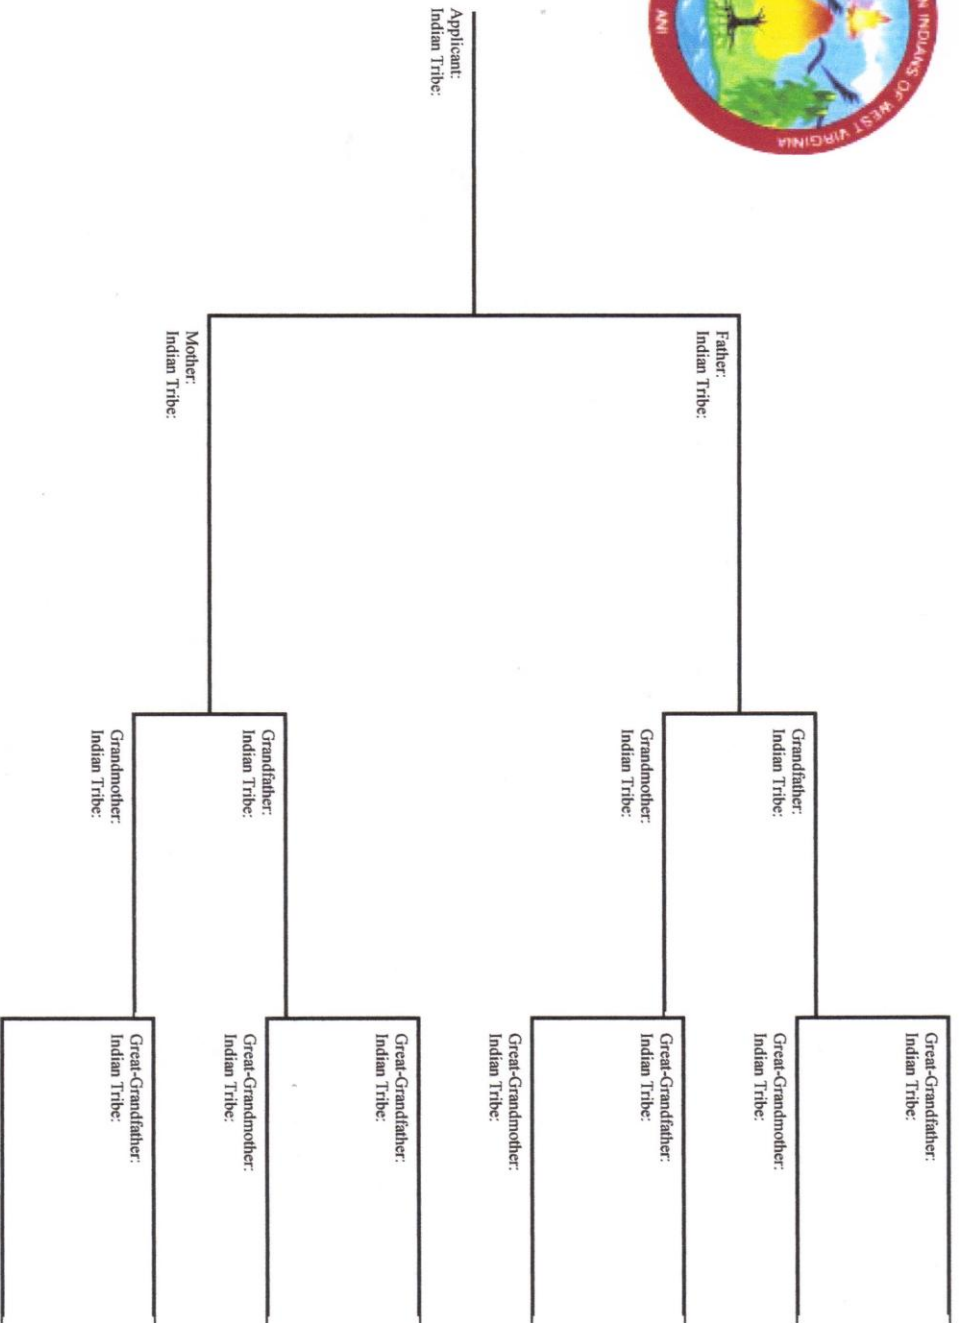 N INDIANS OF WEST VIRGINIA
Great-Grandfather:
Indian Tribe:
Grandfather:
Indian Tribe:
Great-Grandmother:
Indian Tribe:
Father:
Indian Tribe:
Great-Grandfather:
Indian Tribe:
Grandmother:
Indian Tribe:
Great-Grandmother:
Indian Tribe:
Applicant:
Indian Tribe:
Great-Grandfather:
Indian Tribe:
Grandfather:
Indian Tribe:
Great-Grandmother:
Indian Tribe:
Mother:
Indian Tribe:
Great-Grandfather:
Indian Tribe:
Grandmother:
Indian Tribe: